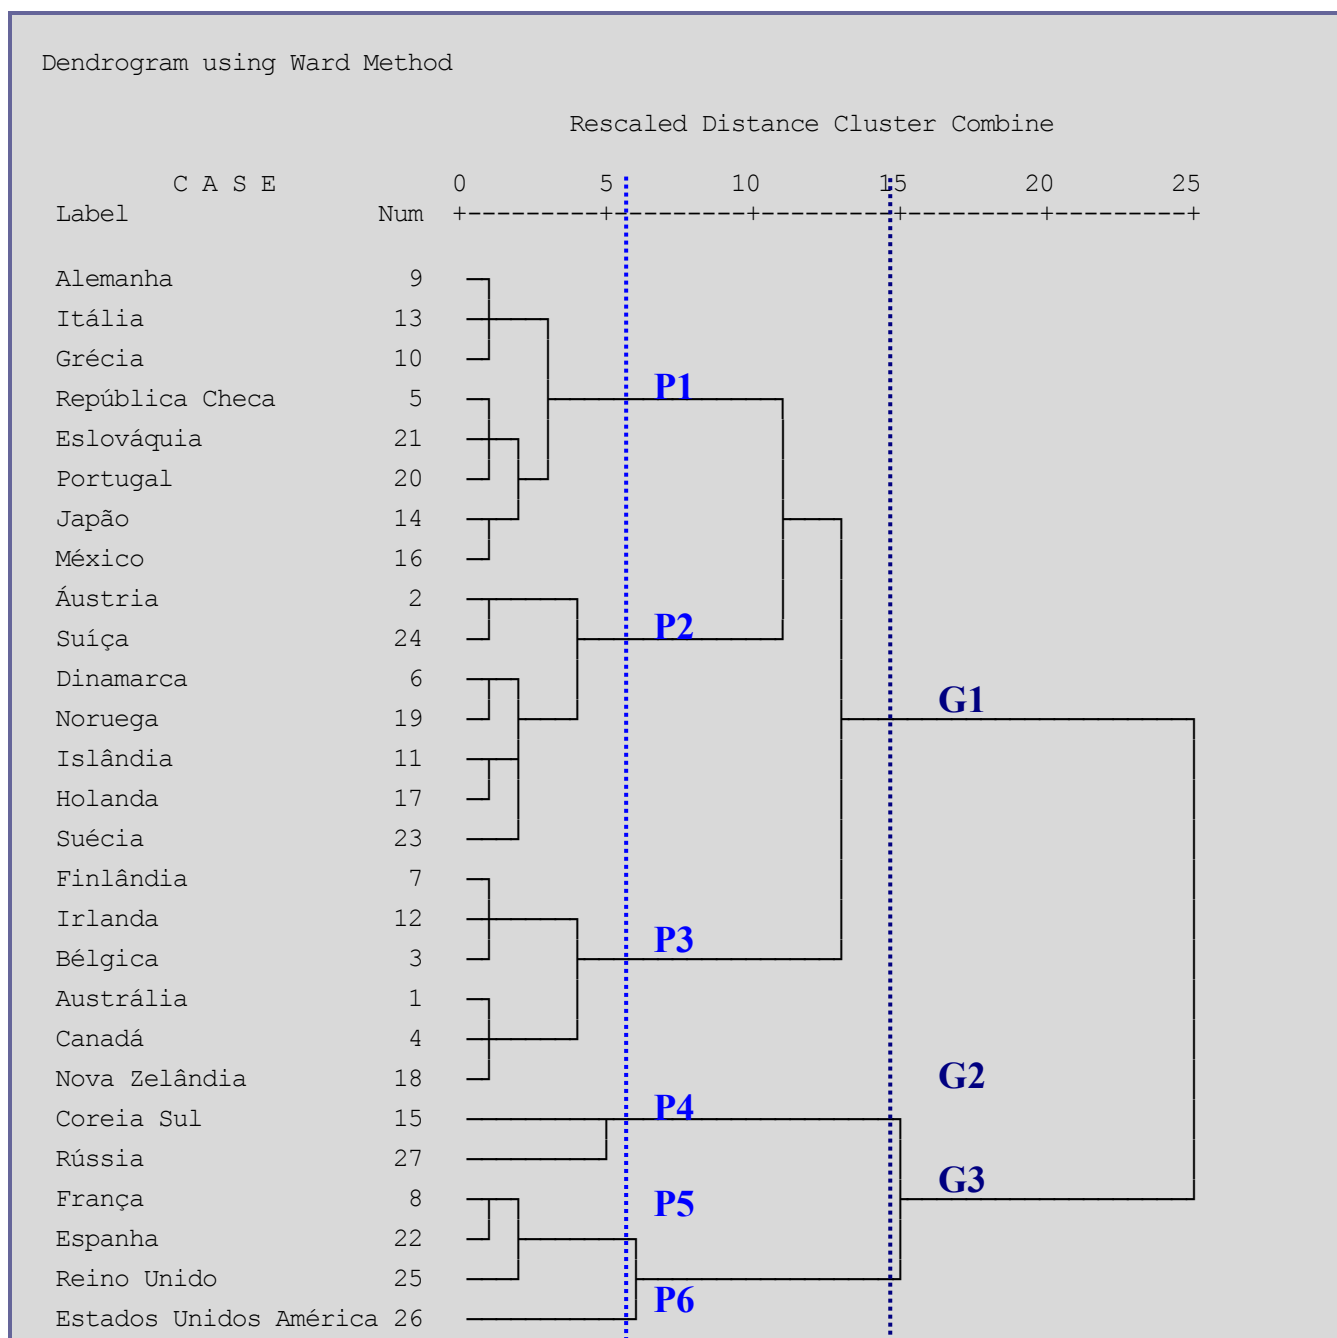 Dendrogram using Ward Method
Rescaled Distance Cluster Combine
C A S E 0 5 10 15 20 25
Label Num +---------+---------+---------+---------+---------+
Alemanha 9
Itália 13
Grécia 10
República Checa 5
P1
Eslováquia 21
Portugal 20
Japão 14
México 16
Áustria 2
Suíça 24
P2
Dinamarca 6
Noruega 19
G1
Islândia 11
Holanda 17
Suécia 23
Finlândia 7
Irlanda 12
P3
Bélgica 3
Austrália 1
Canadá 4
Nova Zelândia 18
G2
Coreia Sul 15
P4
Rússia 27
G3
França 8
P5
Espanha 22
Reino Unido 25
P6
Estados Unidos América 26